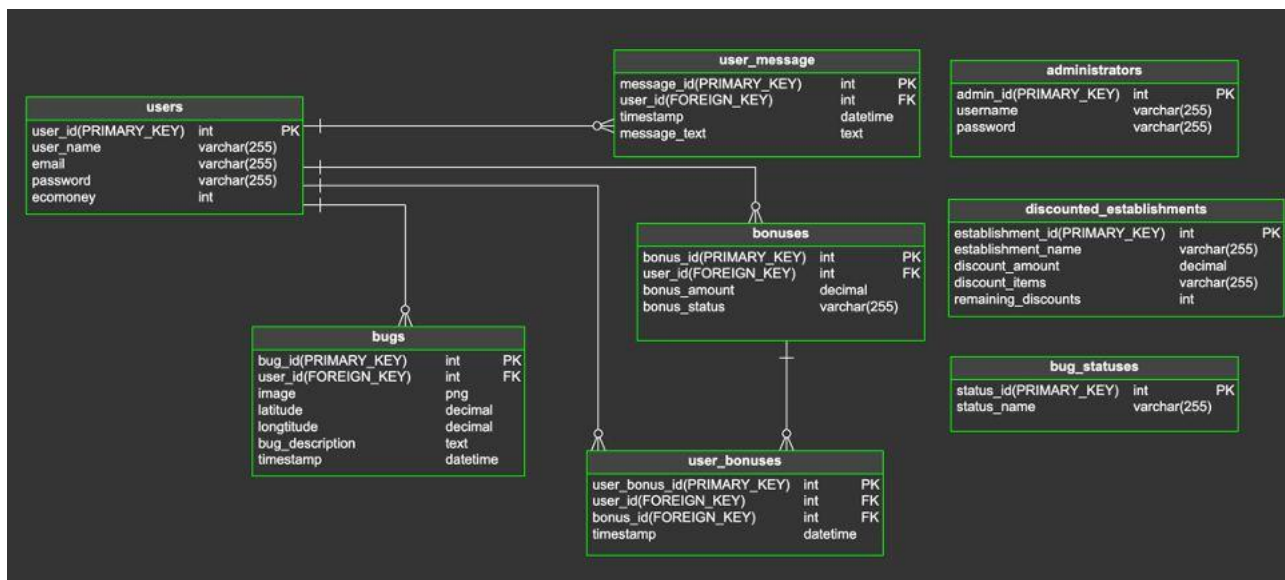 users
user_id(PRIMARY_KEY) int PK
user_name varchar(255)
email varchar(255)
password varchar(255)
ecomoney int
user_message
message_id(PRIMARY_KEY) int PK
user_id(FOREIGN_KEY) int FK
timestamp datetime
message_text text
administrators
admin_id(PRIMARY_KEY) int PK
username varchar(255)
password varchar(255)
bonuses
bonus_id(PRIMARY_KEY) int PK
user_id(FOREIGN_KEY) int FK
bonus_amount decimal
bonus_status varchar(255)
discounted_establishments
establishment_id(PRIMARY_KEY) int PK
establishment_name varchar(255)
discount_amount decimal
discount_items varchar(255)
remaining_discounts int
bugs
bug_id(PRIMARY_KEY) int PK
user_id(FOREIGN_KEY) int FK
image png
latitude decimal
longtitude decimal
bug_description text
timestamp datetime
bug_statuses
status_id(PRIMARY_KEY) int PK
status_name varchar(255)
user_bonuses
user_bonus_id(PRIMARY_KEY) int PK
user_id(FOREIGN_KEY) int FK
bonus_id(FOREIGN_KEY) int FK
timestamp datetime